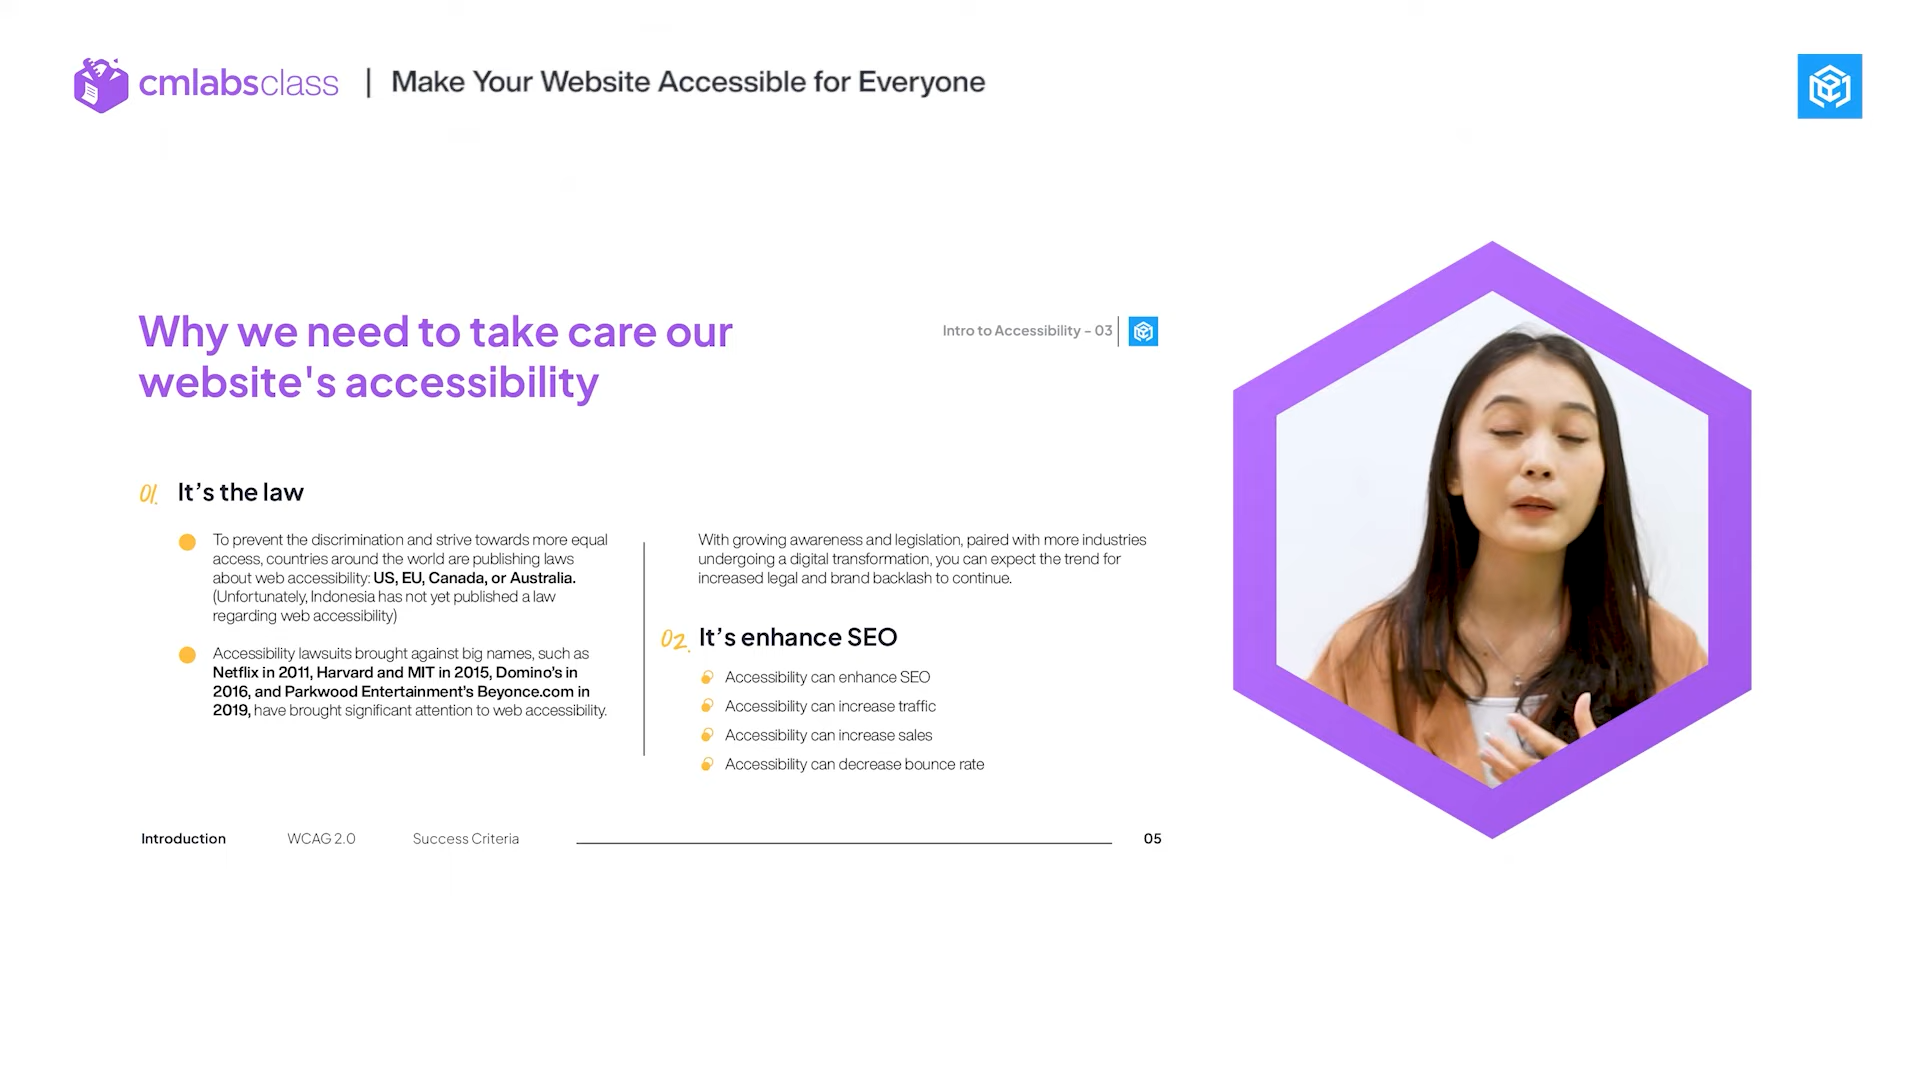 cmlabsclass | Make Your Website Accessible for Everyone
Why we need to take care our
website's accessibility
Intro to Accessibility - 03
01. It's the law
To prevent the discrimination and strive towards more equal
access, countries around the world are publishing laws
about web accessibility: US, EU, Canada, or Australia.
(Unfortunately, Indonesia has not yet published a law
regarding web accessibility)
Accessibility lawsuits brought against big names, such as
Netflix in 2011, Harvard and MIT in 2015, Domino's in
2016, and Parkwood Entertainment's Beyonce.com in
2019, have brought significant attention to web accessibility.
With growing awareness and legislation, paired with more industries
undergoing a digital transformation, you can expect the trend for
increased legal and brand backlash to continue.
02. It's enhance SEO
Accessibility can enhance SEO
Accessibility can increase traffic
Accessibility can increase sales
Accessibility can decrease bounce rate
Introduction WCAG 2.0 Success Criteria 05